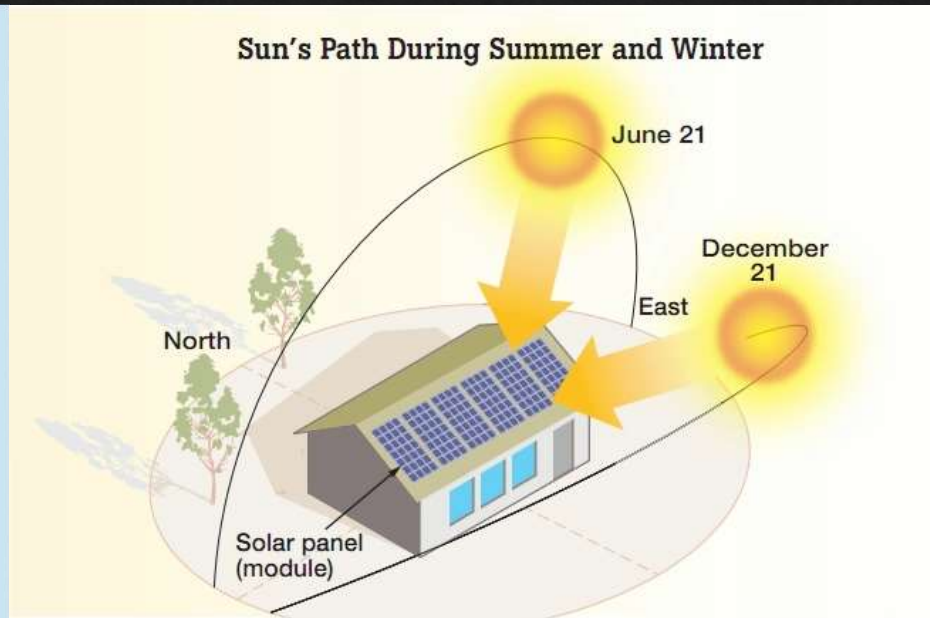 Sun's Path During Summer and Winter
June 21
December
21
East
North
Solar panel
(module)